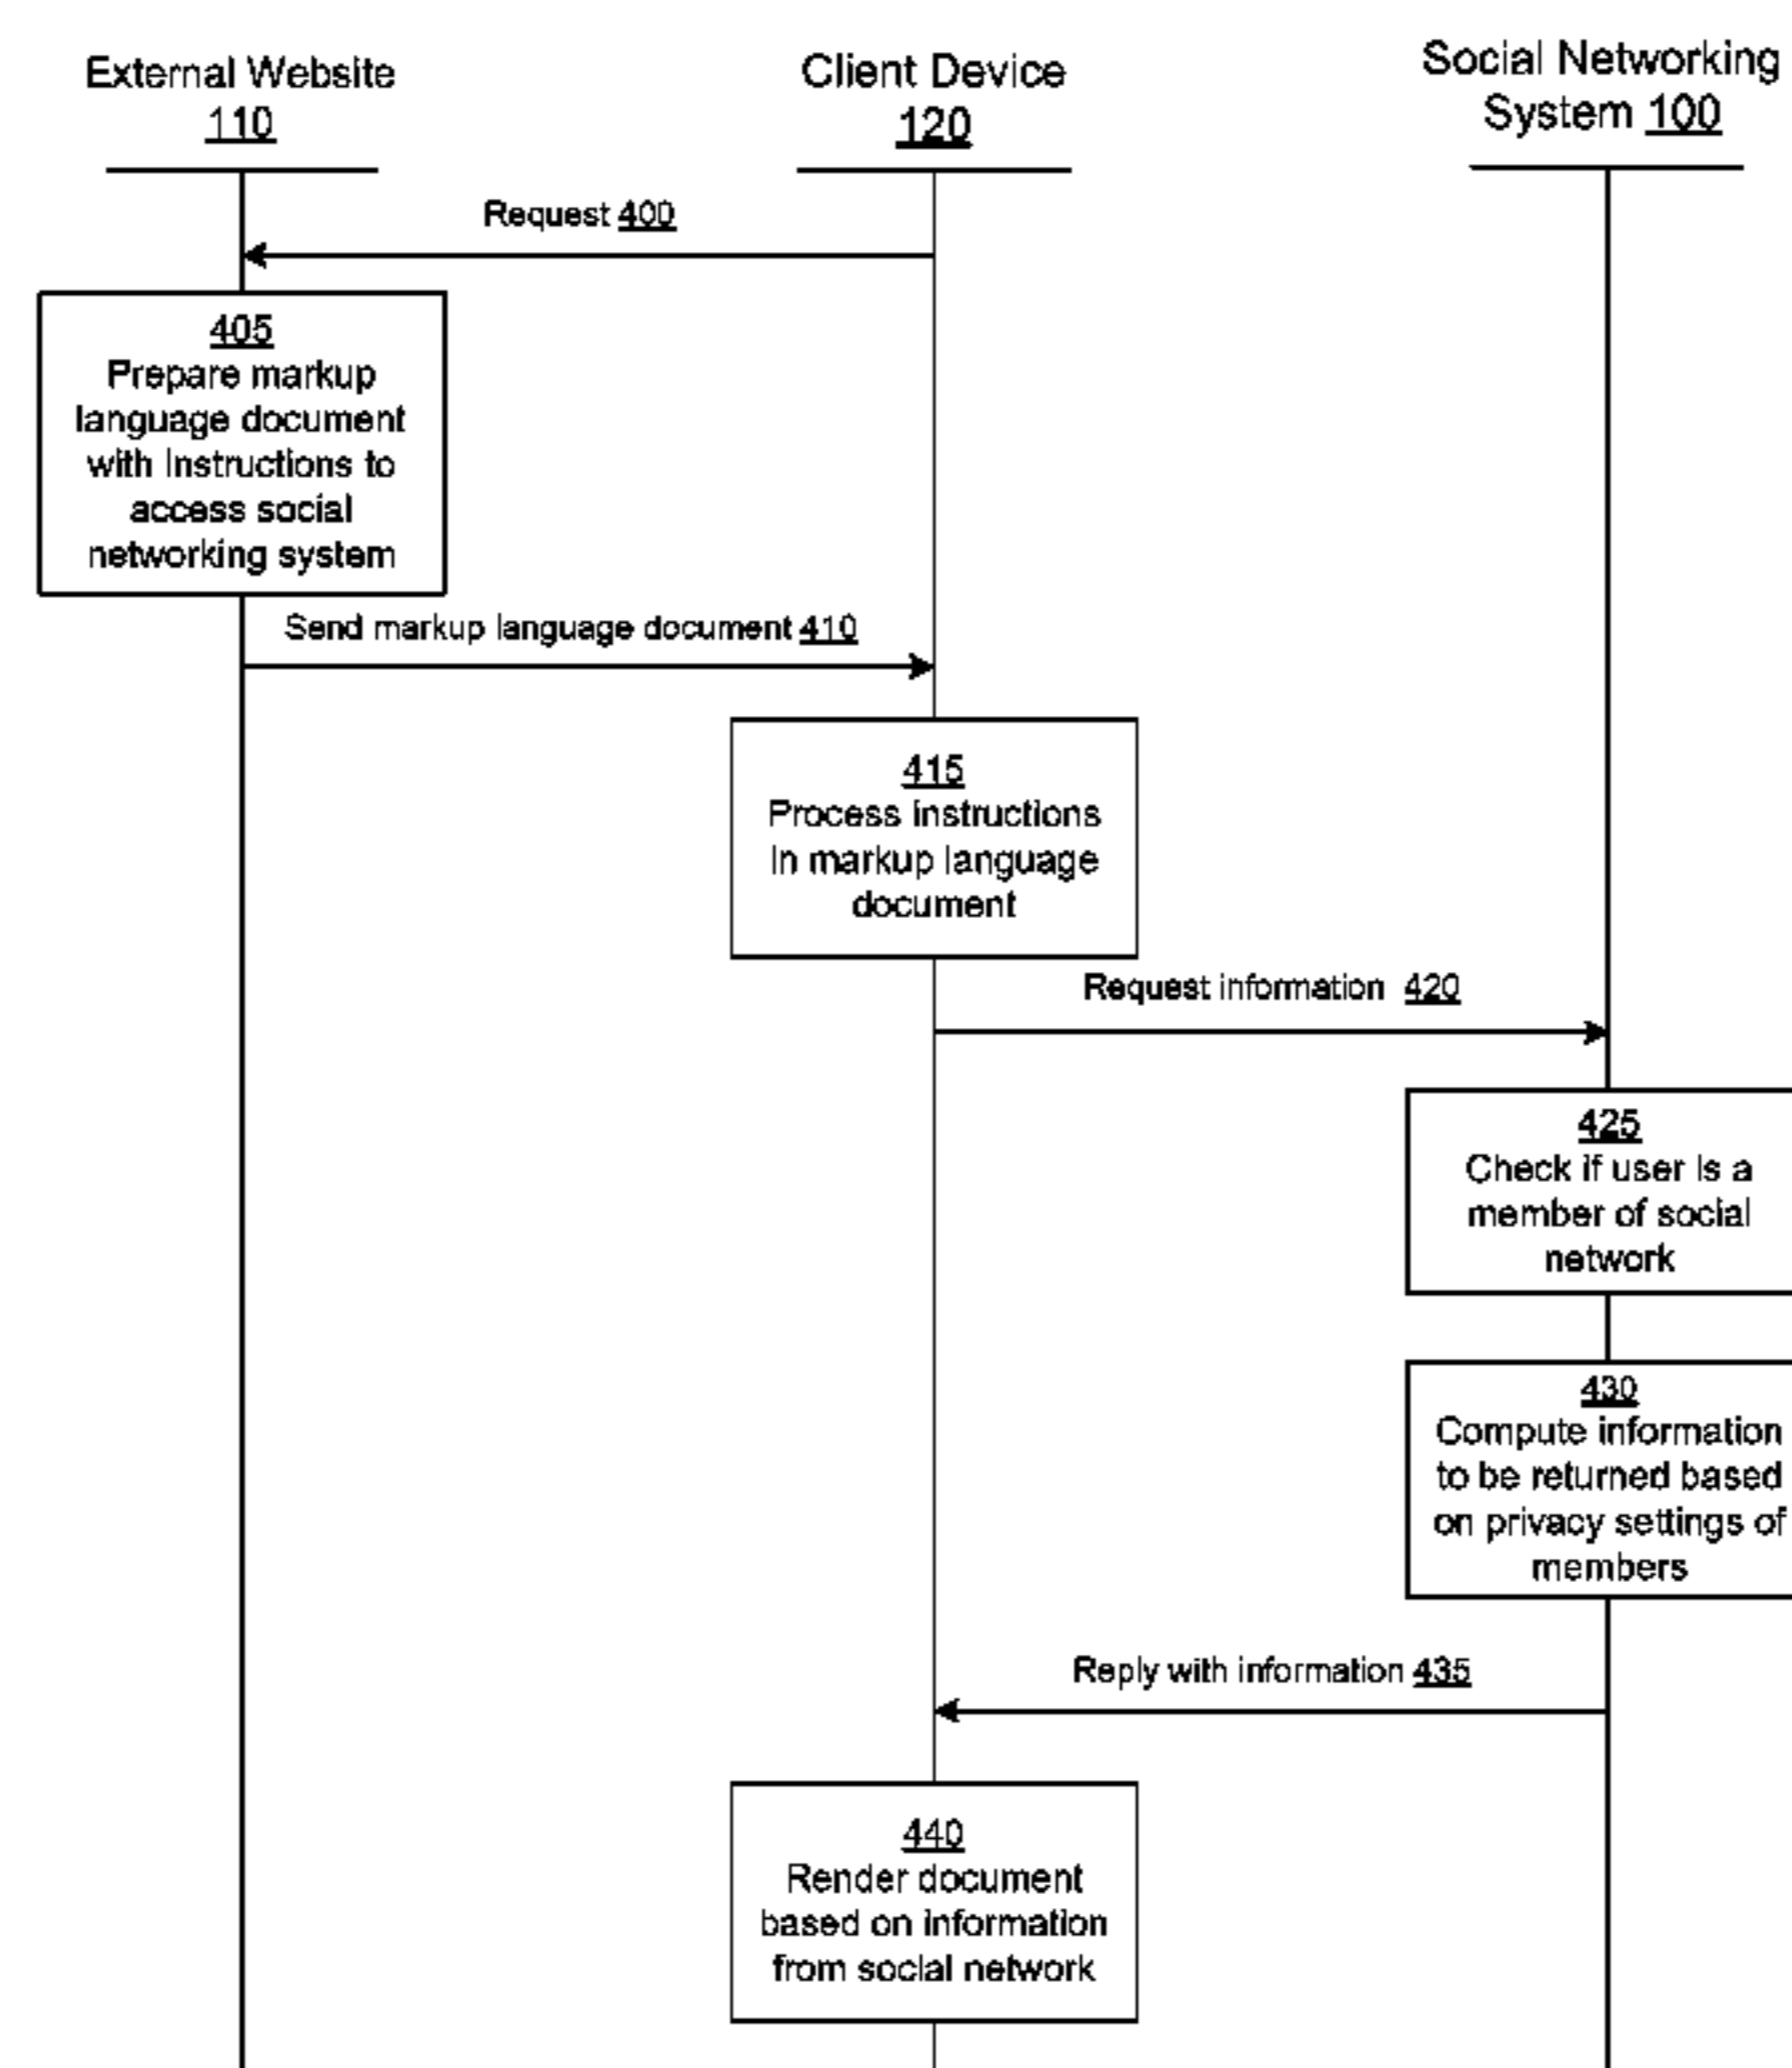 External Website
110
Client Device
120
Social Networking
System 100
Request 400
405
Prepare markup
language document
with Instructions to
access social
networking system
Send markup language document 410
415
Process instructions
in markup language
document
Request information 420
425
Check if user is a
member of social
network
430
Compute information
to be returned based
on privacy settings of
members
Reply with information 435
440
Render document
based on information
from social network